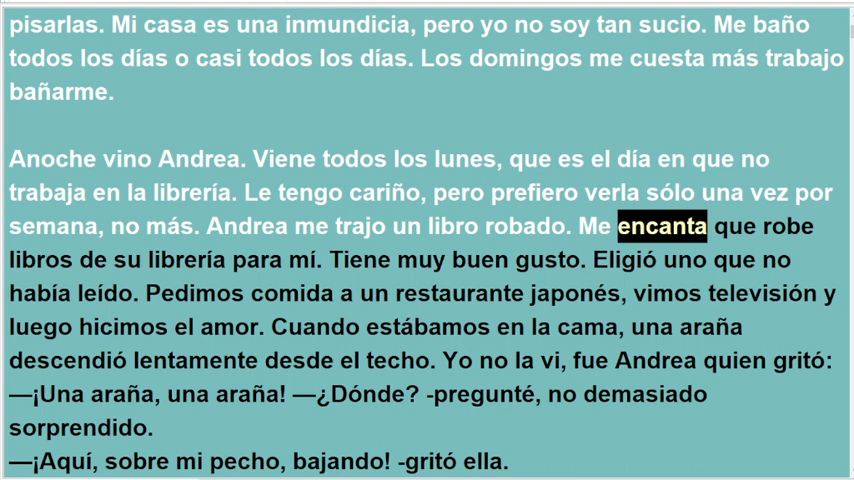 pisarlas. Mi casa es una inmundicia, pero yo no soy tan sucio. Me baño
todos los días o casi todos los días. Los domingos me cuesta más trabajo
bañarme.
Anoche vino Andrea. Viene todos los lunes, que es el día en que no
trabaja en la librería. Le tengo cariño, pero prefiero verla sólo una vez por
semana, no más. Andrea me trajo un libro robado. Me encanta que robe
libros de su librería para mí. Tiene muy buen gusto. Eligió uno que no
había leído. Pedimos comida a un restaurante japonés, vimos televisión y
luego hicimos el amor. Cuando estábamos en la cama, una araña
descendió lentamente desde el techo. Yo no la vi, fue Andrea quien gritó:
—¡Una araña, una araña! —¿Dónde? -pregunté, no demasiado
sorprendido.
—¡Aquí, sobre mi pecho, bajando! -gritó ella.